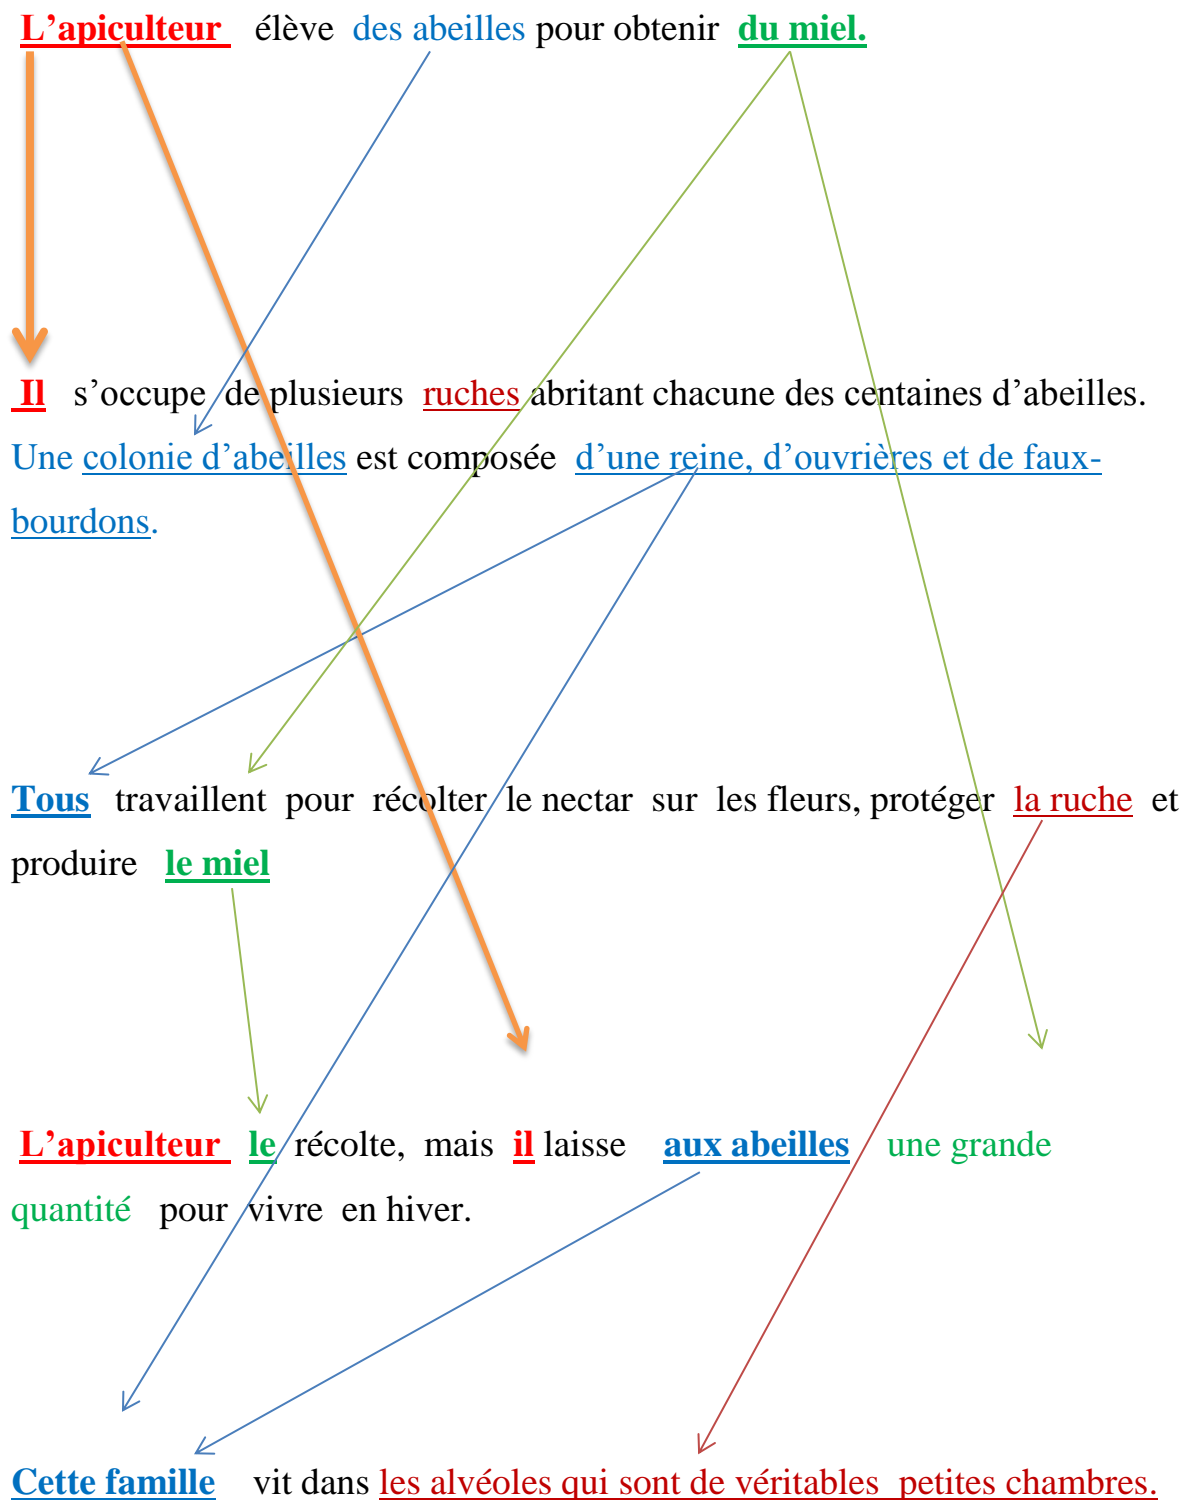 L’apiculteur élève des abeilles pour obtenir du miel.
Il s’occupe de plusieurs ruches abritant chacune des centaines d’abeilles.
Une colonie d’abeilles est composée d’une reine, d’ouvrières et de faux-
bourdons.
Tous travaillent pour récolter le nectar sur les fleurs, protéger la ruche et
produire le miel
L’apiculteur le récolte, mais il laisse aux abeilles une grande
quantité pour vivre en hiver.
Cette famille vit dans les alvéoles qui sont de véritables petites chambres.